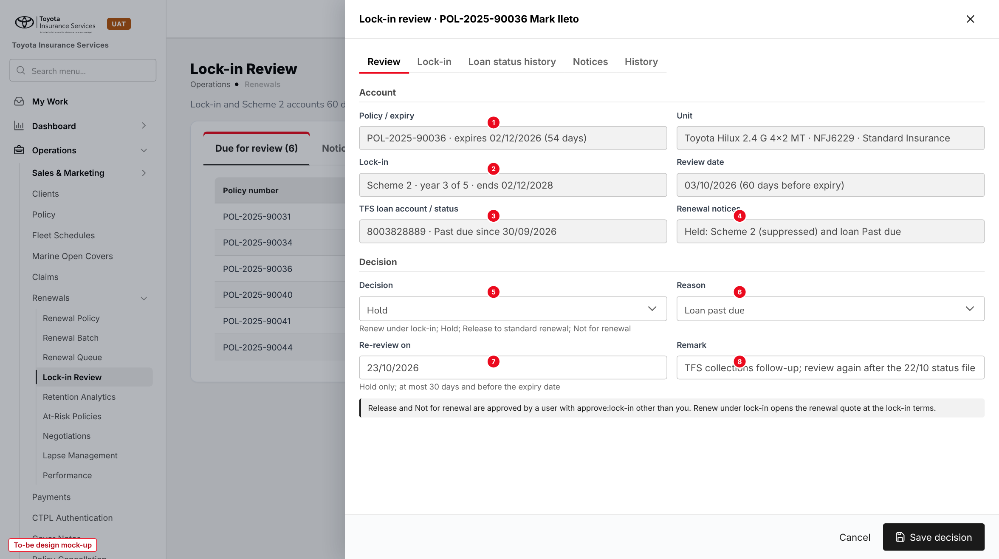 Toyota
Insurance Services
UAT
Toyota Insurance Services
Search menu...
My Work
Dashboard
Operations
Sales & Marketing
Clients
Policy
Fleet Schedules
Marine Open Covers
Claims
Renewals
Renewal Policy
Renewal Batch
Renewal Queue
Lock-in Review
Retention Analytics
At-Risk Policies
Negotiations
Lapse Management
Performance
Payments
CTPL Authentication
Cover Notes
Policy Cancellation
To-be design mock-up
Lock-in Review
Operations • Renewals
Lock-in and Scheme 2 accounts 60
Due for review (6)
Policy number
POL-2025-90031
POL-2025-90034
POL-2025-90036
POL-2025-90040
POL-2025-90041
POL-2025-90044
Lock-in review · POL-2025-90036 Mark Ileto
Review Lock-in Loan status history Notices History
Account
Policy / expiry
1
POL-2025-90036 · expires 02/12/2026 (54 days)
Unit
Toyota Hilux 2.4 G 4×2 MT · NFJ6229 · Standard Insurance
Lock-in
2
Scheme 2 · year 3 of 5 · ends 02/12/2028
Review date
03/10/2026 (60 days before expiry)
TFS loan account / status
3
8003828889 · Past due since 30/09/2026
Renewal notices
4
Held: Scheme 2 (suppressed) and loan Past due
Decision
Decision
5
Hold
Renew under lock-in; Hold; Release to standard renewal; Not for renewal
Reason
6
Loan past due
Re-review on
7
23/10/2026
Hold only; at most 30 days and before the expiry date
Remark
8
TFS collections follow-up; review again after the 22/10 status file
Release and Not for renewal are approved by a user with approve:lock-in other than you. Renew under lock-in opens the renewal quote at the lock-in terms.
Cancel
Save decision